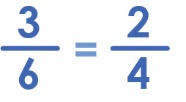 3/6 = 2/4